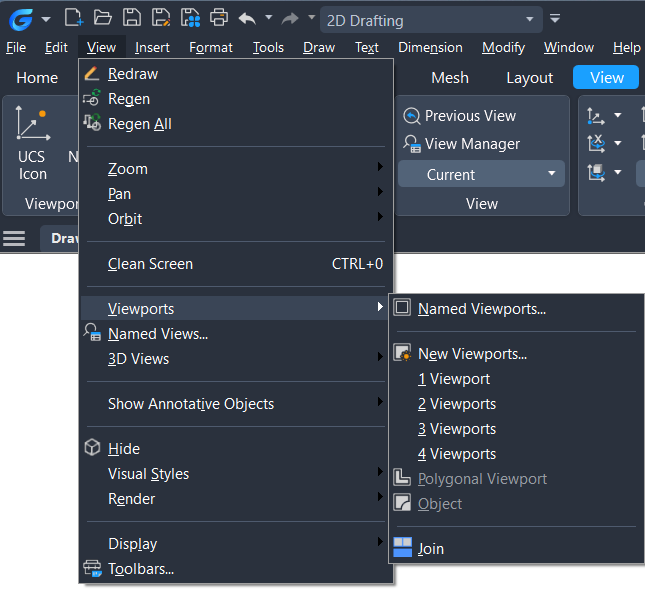 2D Drafting
File Edit View Insert Format Tools Draw Text Dimension Modify Window Help
Home Mesh Layout View
Redraw
Regen
Regen All
Zoom
Pan
Orbit
Clean Screen CTRL+0
Viewports
Named Views...
3D Views
Show Annotative Objects
Hide
Visual Styles
Render
Display
Toolbars...
UCS
Icon
Previous View
View Manager
Current
View
Named Viewports...
New Viewports...
1 Viewport
2 Viewports
3 Viewports
4 Viewports
Polygonal Viewport
Object
Join